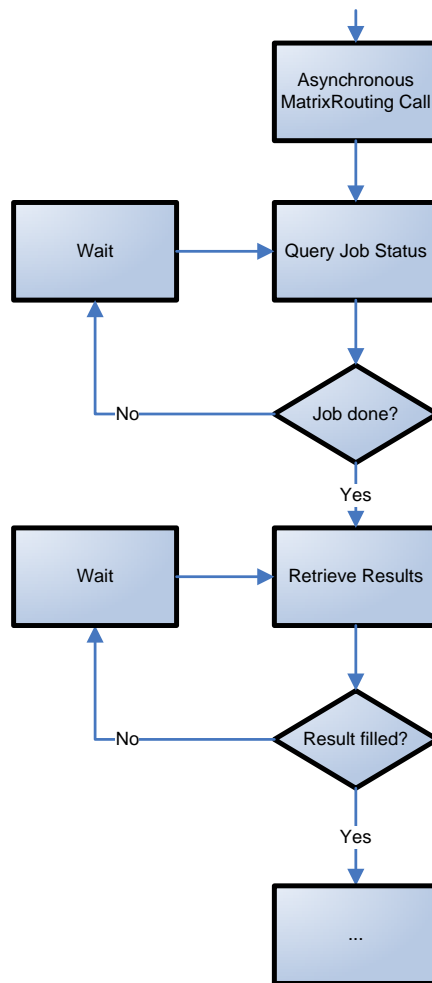 Asynchronous
MatrixRouting Call
Wait
Query Job Status
No
Job done?
Yes
Wait
Retrieve Results
No
Result filled?
Yes
...